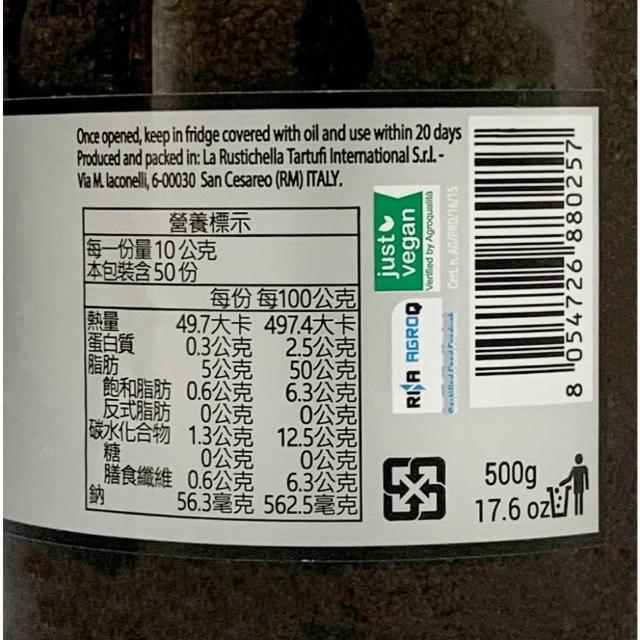 Once opened, keep in fridge covered with oil and use within 20 days
Produced and packed in: La Rustichella Tartufi International S.r.l. -
Via M. Iaconelli, 6-00030 San Cesareo (RM) ITALY.
營養標示
每一份量10公克
本包裝含50份
每份 每100公克
熱量 49.7大卡 497.4大卡
蛋白質 0.3公克 2.5公克
脂肪 5公克 50公克
飽和脂肪 0.6公克 6.3公克
反式脂肪 0公克 0公克
碳水化合物 1.3公克 12.5公克
糖 0公克 0公克
膳食纖維 0.6公克 6.3公克
鈉 56.3毫克 562.5毫克
just
vegan
Verified by Agroqualità
Cert. n. AG/PRD/16/15
RINA AGROQ
Certified Food Product
8 054726 880257
500g
17.6 oz